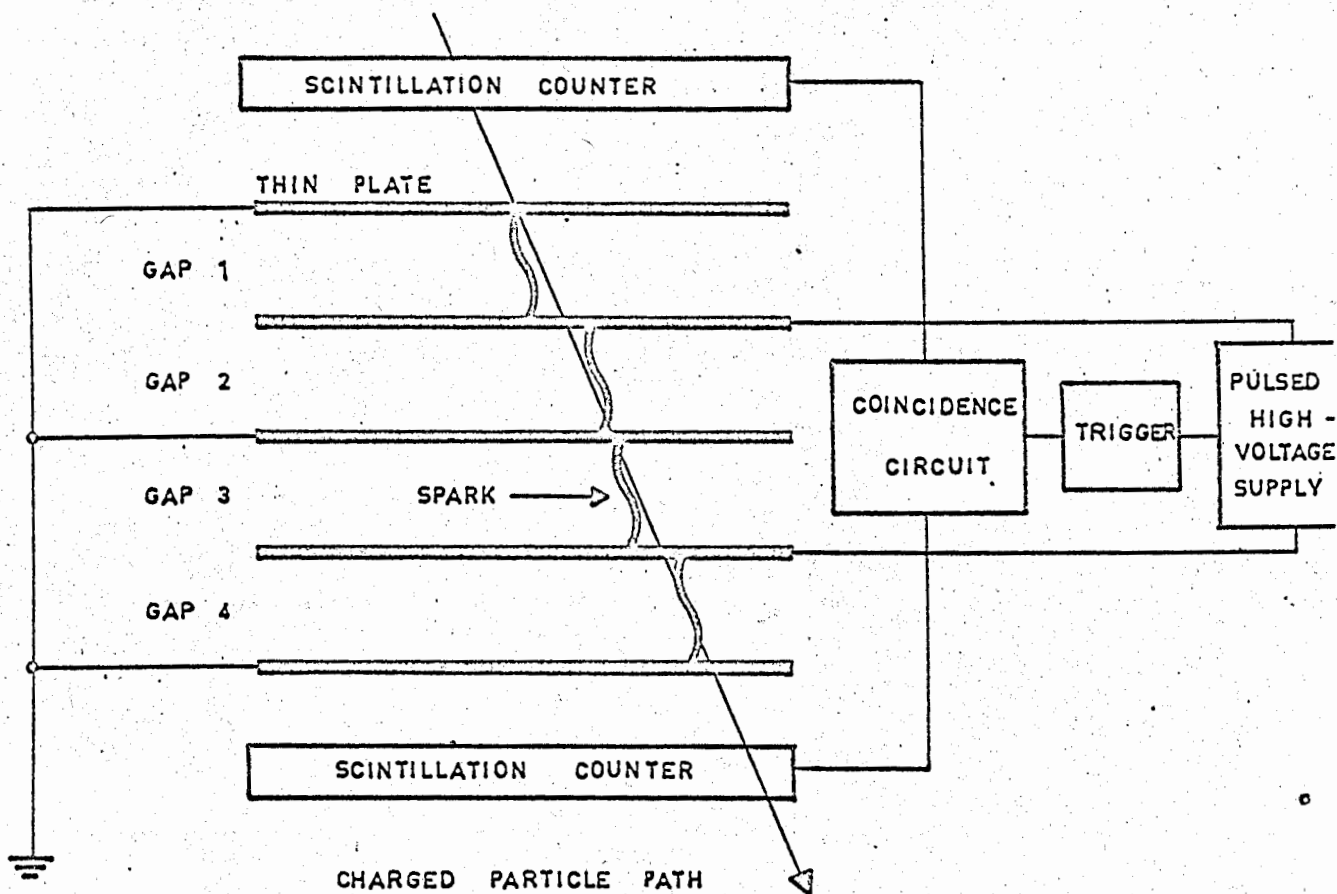 SCINTILLATION COUNTER
THIN PLATE
GAP 1
GAP 2
GAP 3
GAP 4
SPARK
COINCIDENCE
CIRCUIT
TRIGGER
PULSED
HIGH -
VOLTAGE
SUPPLY
SCINTILLATION COUNTER
CHARGED PARTICLE PATH